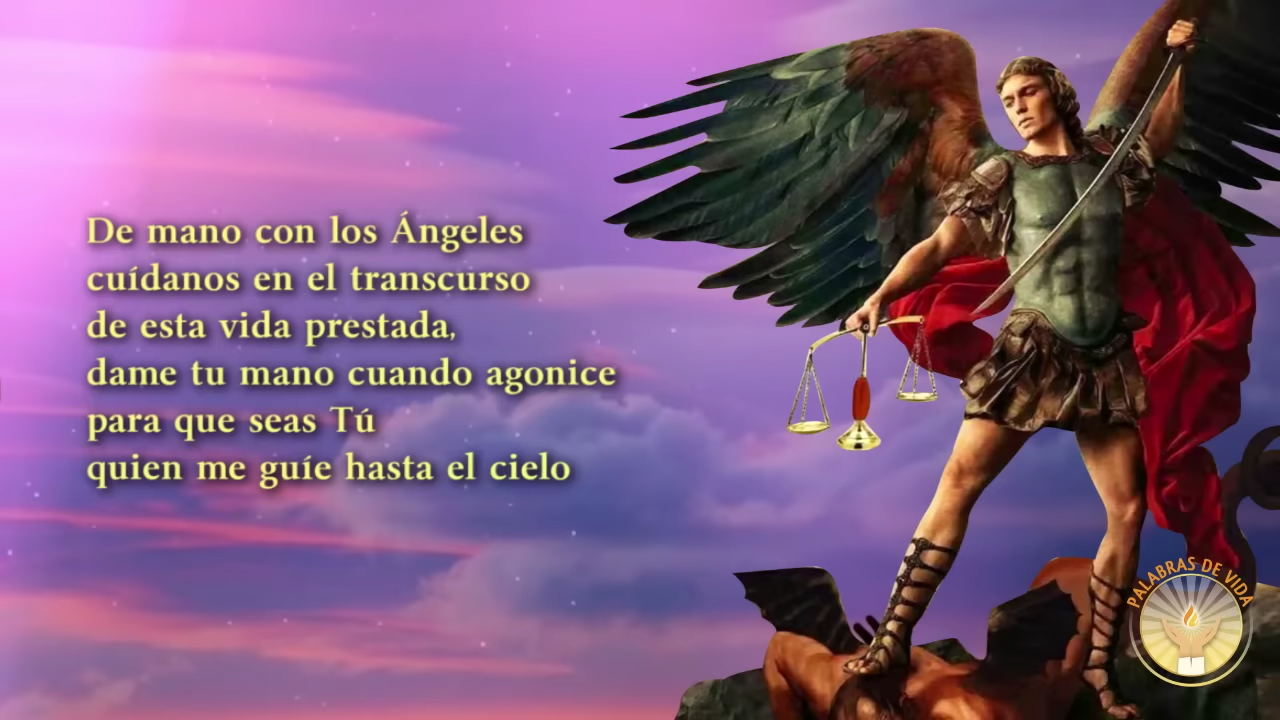 De mano con los Ángeles
cuídanos en el transcurso
de esta vida prestada,
dame tu mano cuando agonice
para que seas Tú
quien me guíe hasta el cielo
PALABRAS DE VIDA